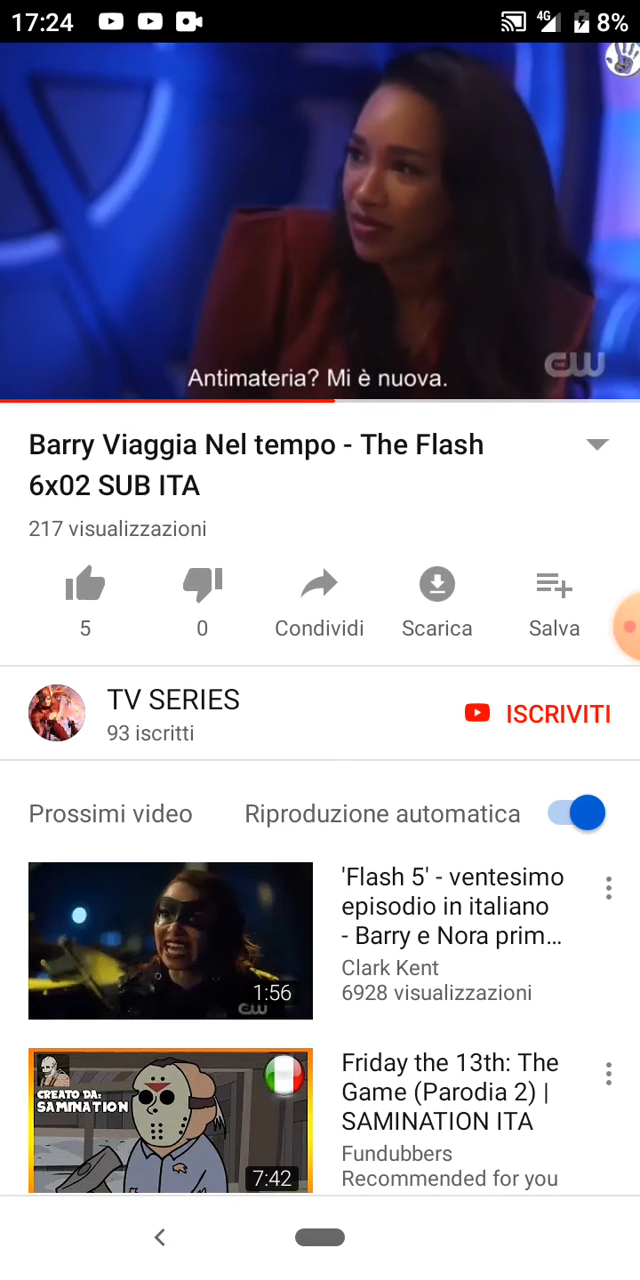 17:24
4G
8%
Antimateria? Mi è nuova.
CW
Barry Viaggia Nel tempo - The Flash
6x02 SUB ITA
217 visualizzazioni
5
0
Condividi
Scarica
Salva
TV SERIES
93 iscritti
ISCRIVITI
Prossimi video
Riproduzione automatica
1:56
CW
'Flash 5' - ventesimo
episodio in italiano
- Barry e Nora prim...
Clark Kent
6928 visualizzazioni
CREATO DA:
SAMINATION
7:42
Friday the 13th: The
Game (Parodia 2) |
SAMINATION ITA
Fundubbers
Recommended for you